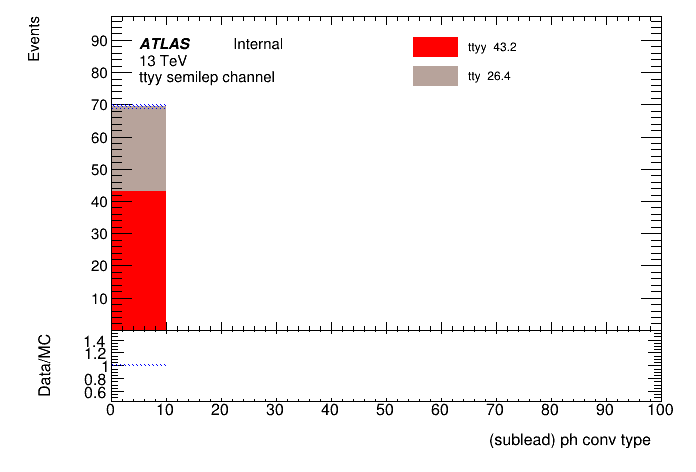 Events
ATLAS Internal
13 TeV
ttyy semilep channel
ttyy 43.2
tty 26.4
90
80
70
60
50
40
30
20
10
Data/MC
1.4
1.2
1
0.8
0.6
0 10 20 30 40 50 60 70 80 90 100
(sublead) ph conv type